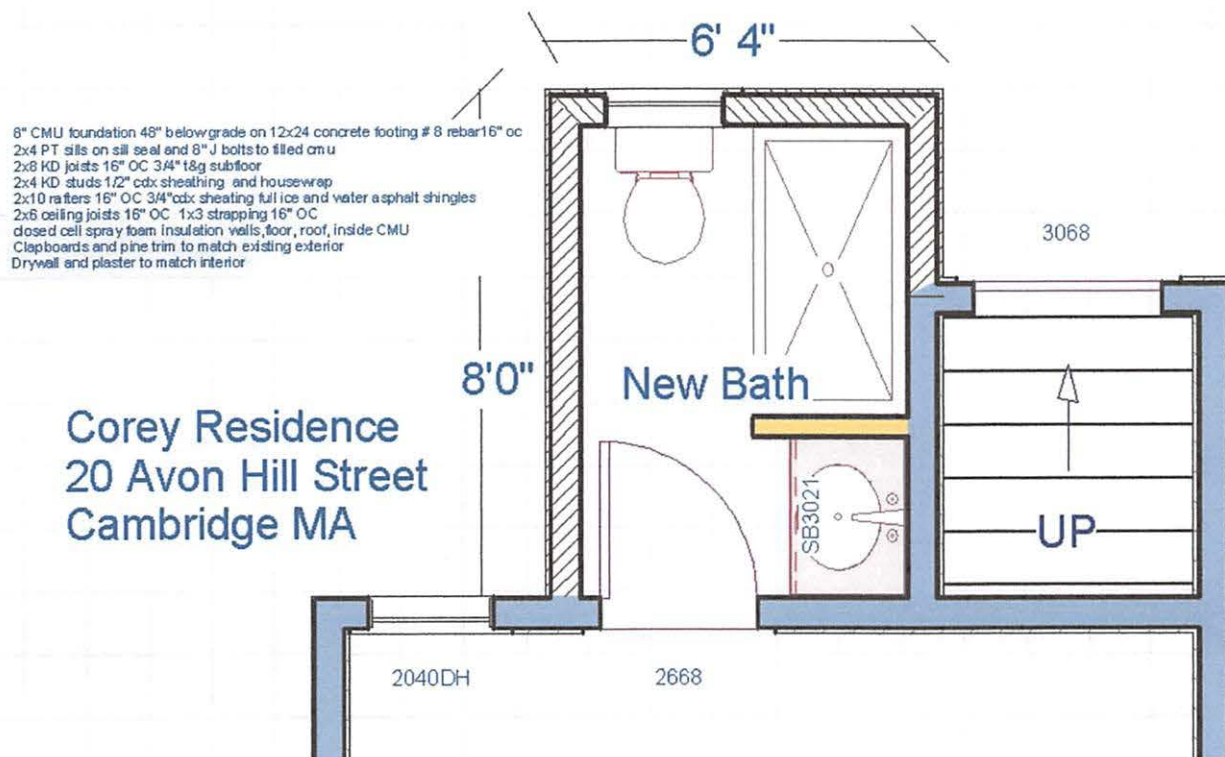 6' 4"
8" CMU foundation 48" below grade on 12x24 concrete footing # 8 rebar 16" oc
2x4 PT sills on sill seal and 8" J bolts to filled cmu
2x8 KD joists 16" OC 3/4" t&g subfloor
2x4 KD studs 1/2" cdx sheathing and housewrap
2x10 rafters 16" OC 3/4"cdx sheating full ice and water asphalt shingles
2x6 ceiling joists 16" OC 1x3 strapping 16" OC
closed cell spray foam insulation walls, floor, roof, inside CMU
Clapboards and pine trim to match existing exterior
Drywall and plaster to match interior
3068
8'0"
New Bath
Corey Residence
20 Avon Hill Street
Cambridge MA
SB3021
UP
2040DH
2668